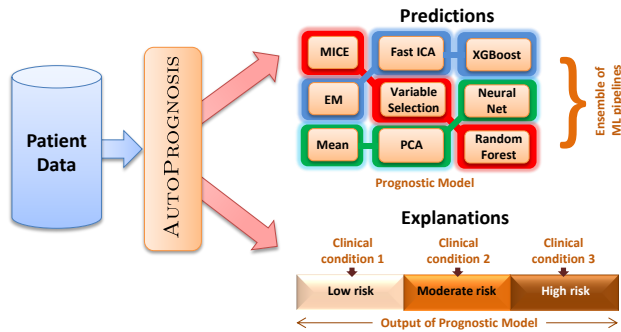 Patient
Data
AUTOPROGNOSIS
Predictions
MICE
Fast ICA
XGBoost
EM
Variable
Selection
Neural
Net
Mean
PCA
Random
Forest
Ensemble of
ML pipelines
Prognostic Model
Explanations
Clinical
condition 1
Clinical
condition 2
Clinical
condition 3
Low risk
Moderate risk
High risk
Output of Prognostic Model